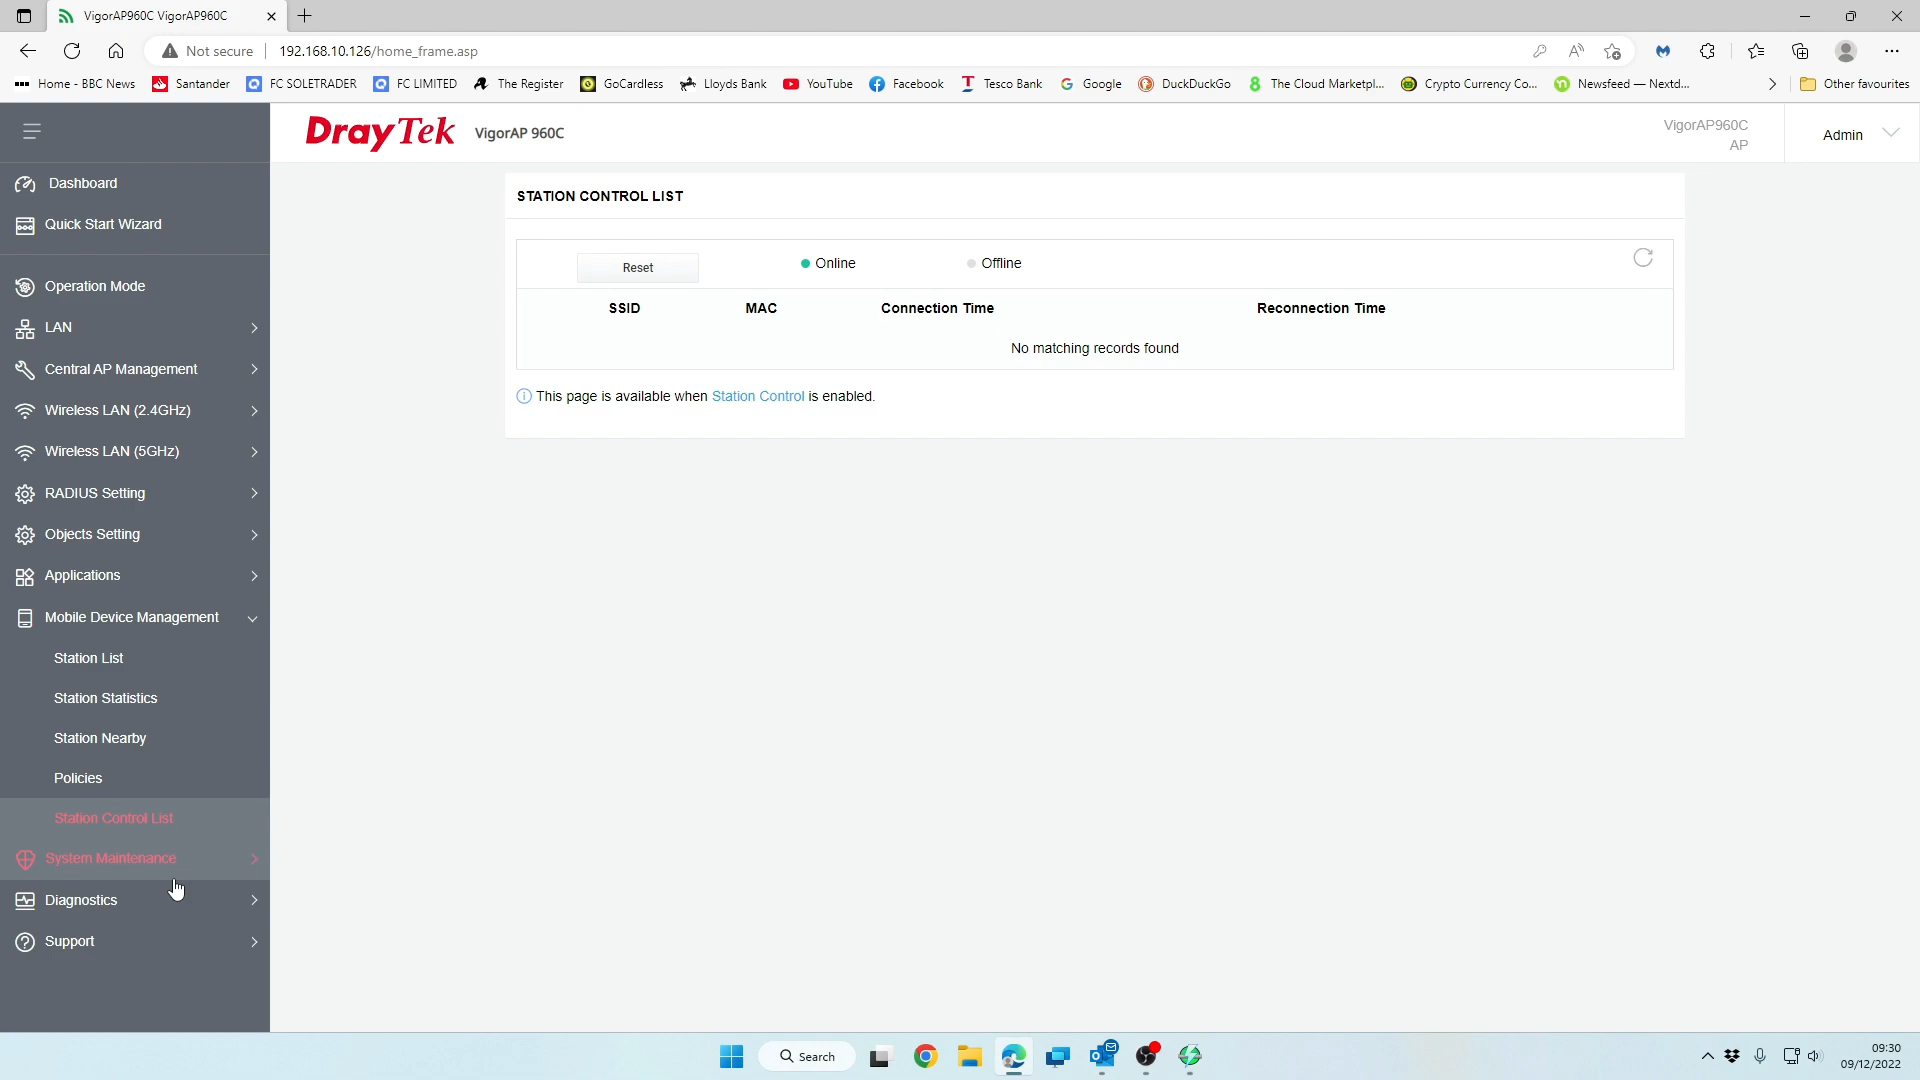 VigorAP960C VigorAP960C
Not secure 192.168.10.126/home_frame.asp
Home - BBC News Santander FC SOLETRADER FC LIMITED The Register GoCardless Lloyds Bank YouTube Facebook Tesco Bank Google DuckDuckGo The Cloud Marketpl... Crypto Currency Co... Newsfeed — Nextd... Other favourites
DrayTek VigorAP 960C
VigorAP960C
AP
Admin
Dashboard
Quick Start Wizard
Operation Mode
LAN
Central AP Management
Wireless LAN (2.4GHz)
Wireless LAN (5GHz)
RADIUS Setting
Objects Setting
Applications
Mobile Device Management
Station List
Station Statistics
Station Nearby
Policies
Station Control List
System Maintenance
Diagnostics
Support
STATION CONTROL LIST
Reset Online Offline
SSID MAC Connection Time Reconnection Time
No matching records found
This page is available when Station Control is enabled.
Search
09:30
09/12/2022